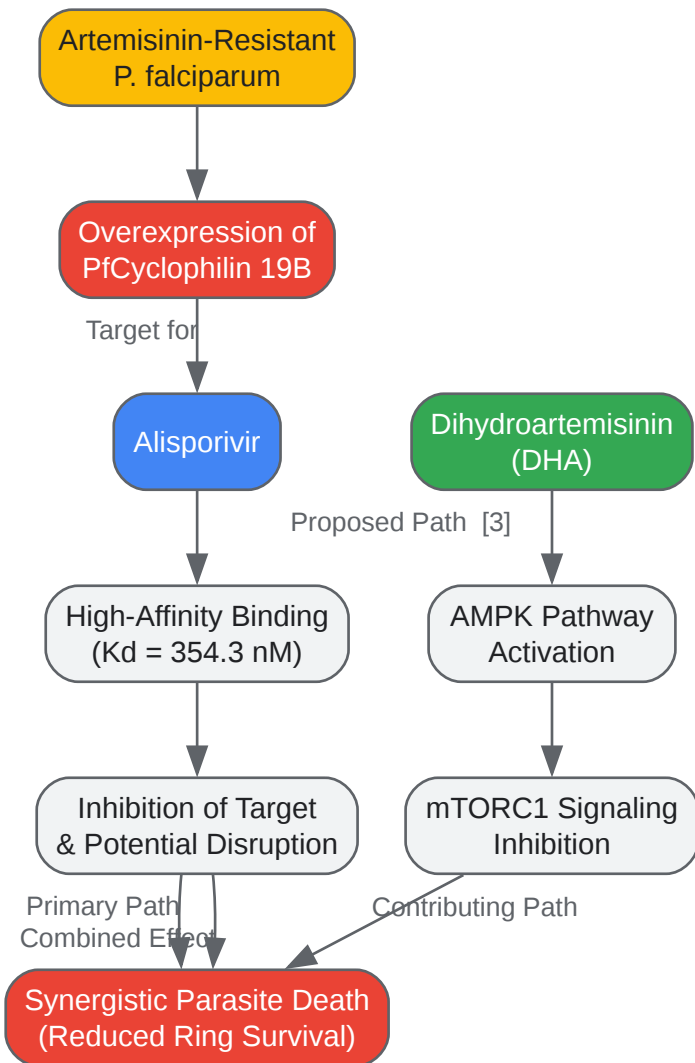 Artemisinin-Resistant
P. falciparum
Overexpression of
PfCyclophilin 19B
Target for
Alisporivir
Dihydroartemisinin
(DHA)
Proposed Path [3]
High-Affinity Binding
(Kd = 354.3 nM)
AMPK Pathway
Activation
Inhibition of Target
& Potential Disruption
mTORC1 Signaling
Inhibition
Primary Path
Combined Effect
Contributing Path
Synergistic Parasite Death
(Reduced Ring Survival)